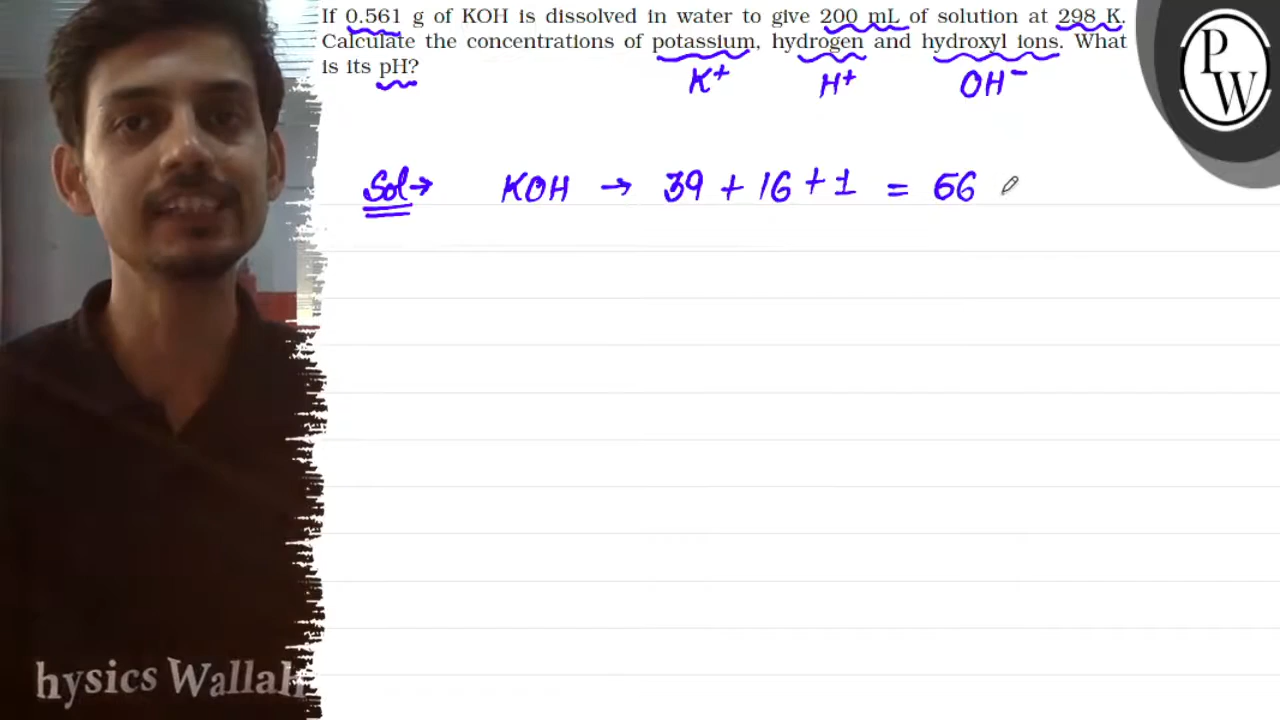 If 0.561 g of KOH is dissolved in water to give 200 mL of solution at 298 K.
Calculate the concentrations of potassium, hydrogen and hydroxyl ions. What
is its pH?
K+ H+ OH−
Sol→ KOH → 39 + 16 + 1 = 56
P
W
hysics Wallah